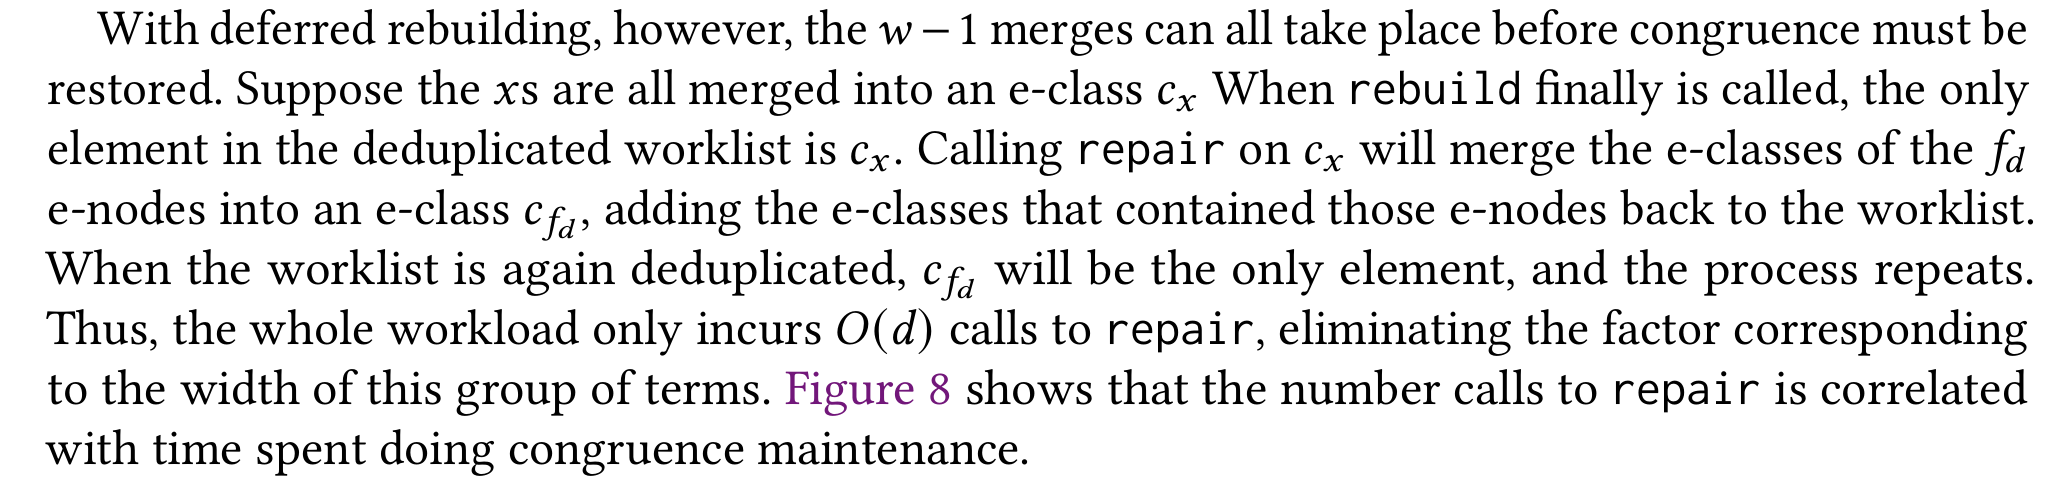 With deferred rebuilding, however, the w − 1 merges can all take place before congruence must be
restored. Suppose the xs are all merged into an e-class c_x When rebuild finally is called, the only
element in the deduplicated worklist is c_x. Calling repair on c_x will merge the e-classes of the f_d
e-nodes into an e-class c_{f_d}, adding the e-classes that contained those e-nodes back to the worklist.
When the worklist is again deduplicated, c_{f_d} will be the only element, and the process repeats.
Thus, the whole workload only incurs O(d) calls to repair, eliminating the factor corresponding
to the width of this group of terms. Figure 8 shows that the number calls to repair is correlated
with time spent doing congruence maintenance.